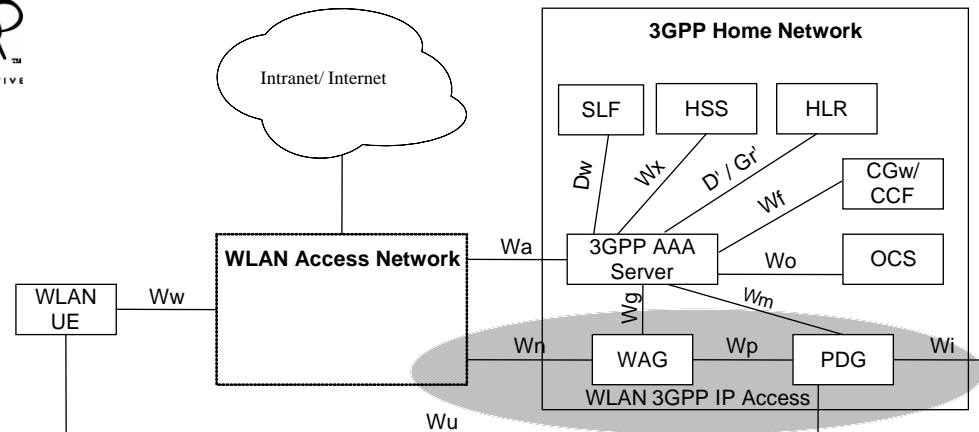 3GPP Home Network
Intranet/ Internet
SLF
HSS
HLR
Dw
Wx
D' / Gr'
Wf
CGw/
CCF
WLAN Access Network
Wa
3GPP AAA
Server
Wo
OCS
WLAN
UE
Ww
Wg
Wm
Wn
WAG
Wp
PDG
Wi
WLAN 3GPP IP Access
Wu